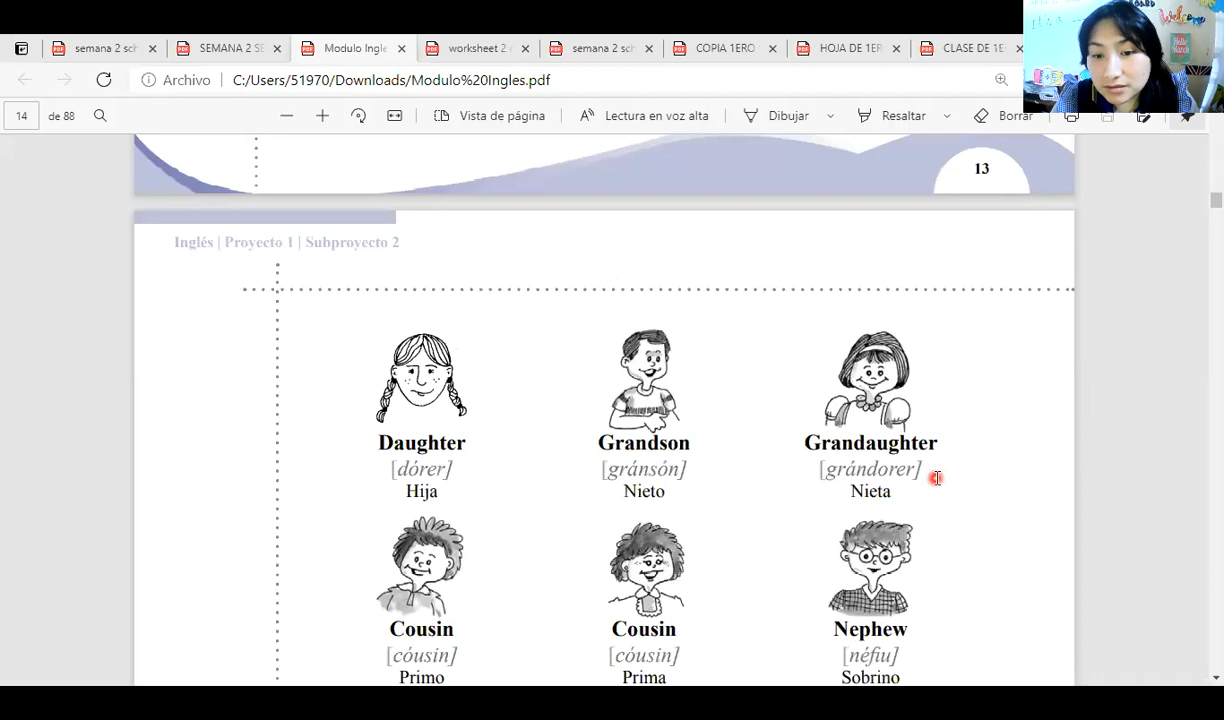 semana 2 sch
SEMANA 2 SE
Modulo Ingle
worksheet 2
semana 2 sch
COPIA 1ERO
HOJA DE 1ER
CLASE DE 1E
Archivo
C:/Users/51970/Downloads/Modulo%20Ingles.pdf
14
de 88
Vista de página
Lectura en voz alta
Dibujar
Resaltar
Borrar
13
Inglés | Proyecto 1 | Subproyecto 2
Daughter
[dórer]
Hija
Grandson
[gránsón]
Nieto
Grandaughter
[grándorer]
Nieta
Cousin
[cóusin]
Primo
Cousin
[cóusin]
Prima
Nephew
[néfiu]
Sobrino